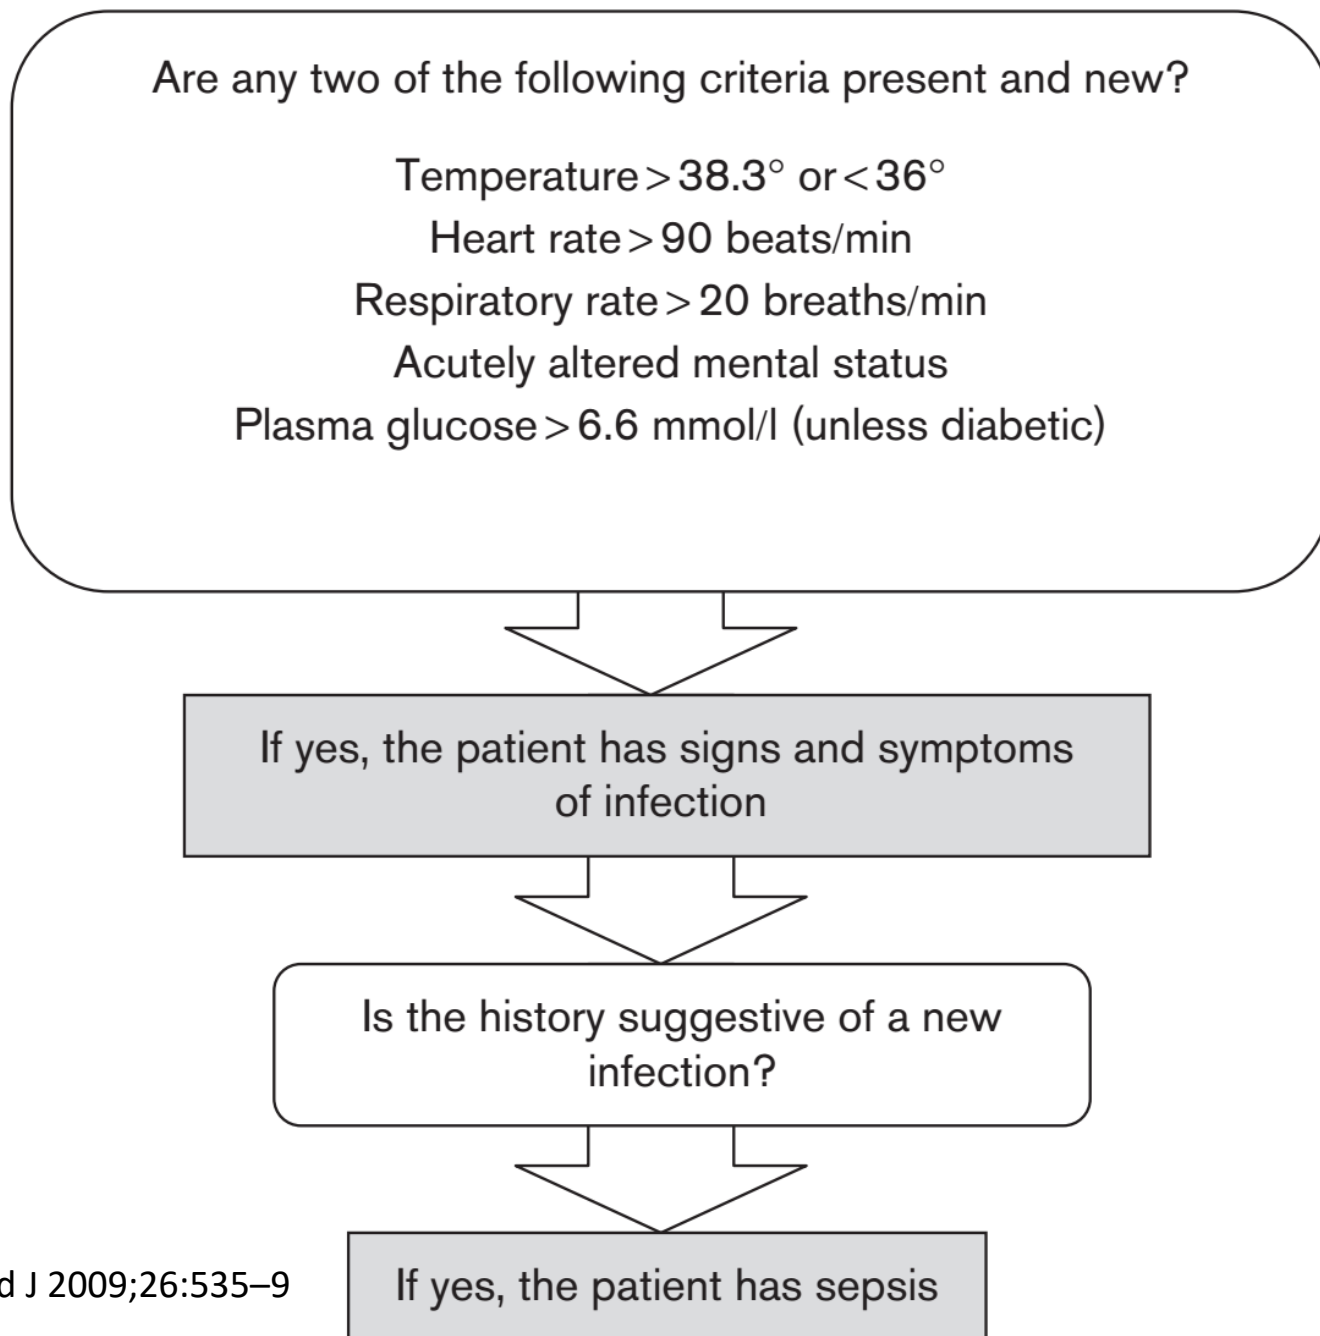 Are any two of the following criteria present and new?
Temperature > 38.3° or < 36°
Heart rate > 90 beats/min
Respiratory rate > 20 breaths/min
Acutely altered mental status
Plasma glucose > 6.6 mmol/l (unless diabetic)
If yes, the patient has signs and symptoms
of infection
Is the history suggestive of a new
infection?
d J 2009;26:535–9
If yes, the patient has sepsis